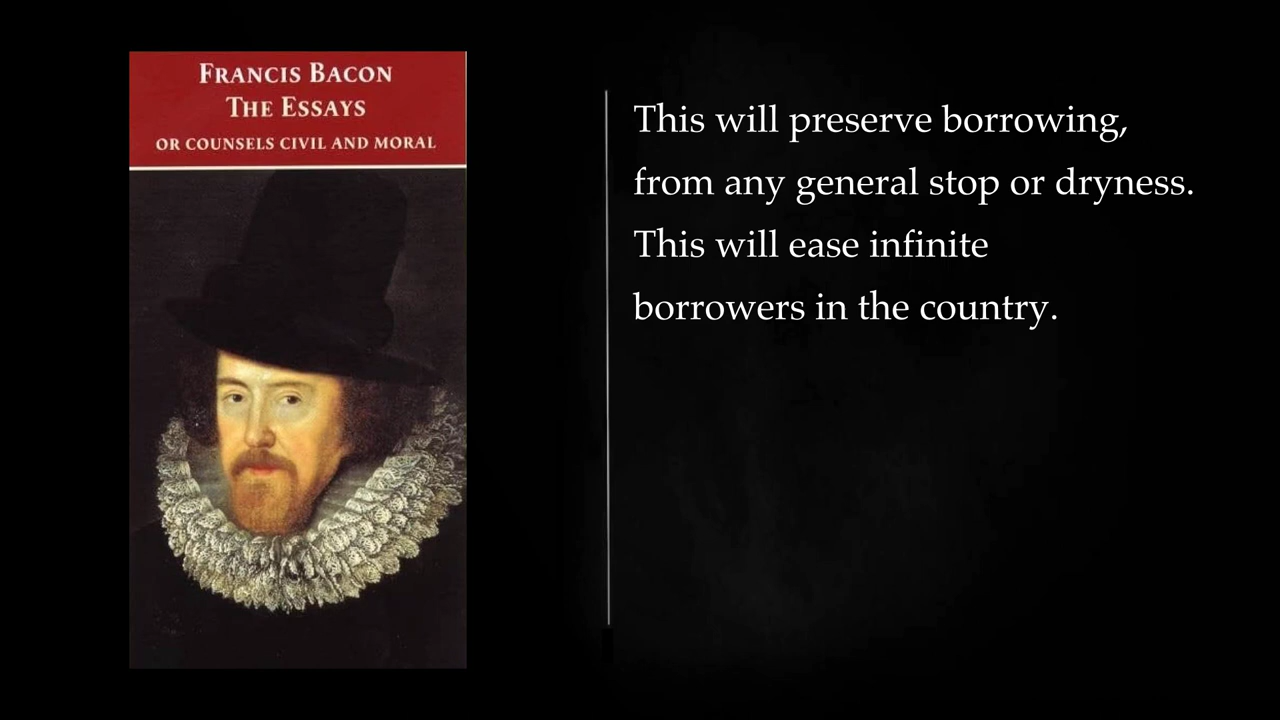 FRANCIS BACON
THE ESSAYS
OR COUNSELS CIVIL AND MORAL
This will preserve borrowing,
from any general stop or dryness.
This will ease infinite
borrowers in the country.